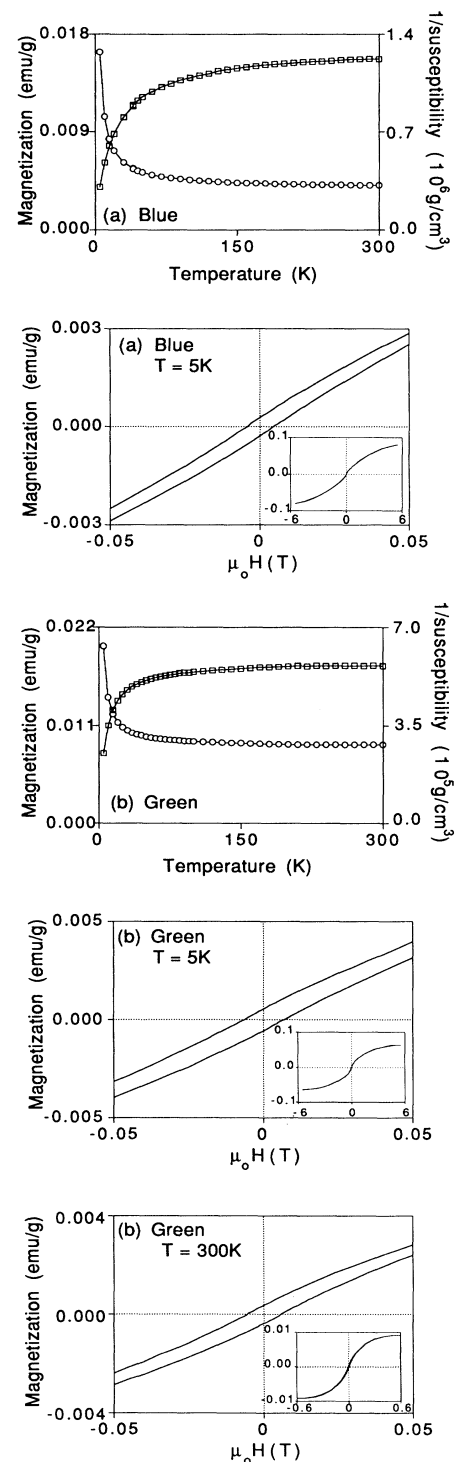 0.018
0.009
0.000
Magnetization (emu/g)
1.4
0.7
0.0
1/susceptibility (10⁶g/cm³)
(a) Blue
0 150 300
Temperature (K)
0.003
0.000
-0.003
Magnetization (emu/g)
(a) Blue
T = 5K
0.1
0.0
-0.1
-6 0 6
-0.05 0 0.05
μₒH (T)
0.022
0.011
0.000
Magnetization (emu/g)
7.0
3.5
0.0
1/susceptibility (10⁵g/cm³)
(b) Green
0 150 300
Temperature (K)
0.005
0.000
-0.005
Magnetization (emu/g)
(b) Green
T = 5K
0.1
0.0
-0.1
-6 0 6
-0.05 0 0.05
μₒH (T)
0.004
0.000
-0.004
Magnetization (emu/g)
(b) Green
T = 300K
0.01
0.00
-0.01
-0.6 0 0.6
-0.05 0 0.05
μₒH (T)